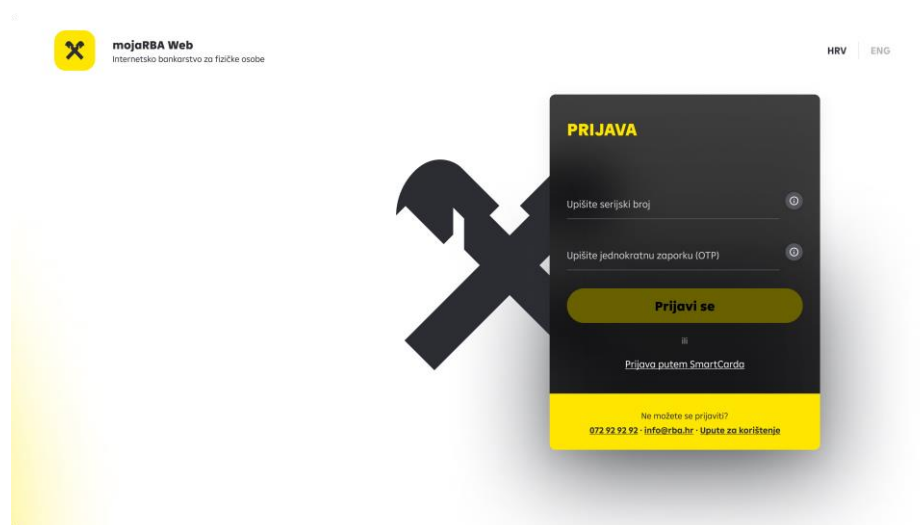 mojaRBA Web
Internetsko bankarstvo za fizičke osobe
HRV ENG
PRIJAVA
Upišite serijski broj
Upišite jednokratnu zaporku (OTP)
Prijavi se
ili
Prijava putem SmartCarda
Ne možete se prijaviti?
072 92 92 92 · info@rba.hr · Upute za korištenje